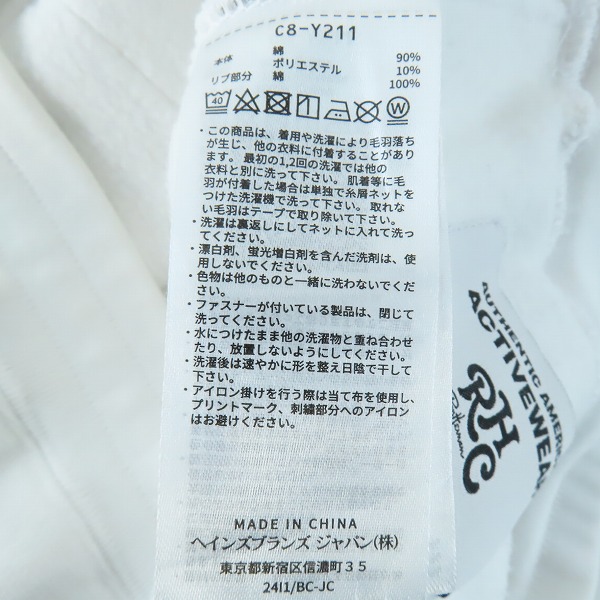 C8-Y211
本体 綿 90%
ポリエステル 10%
リブ部分 綿 100%
40
W
・この商品は、着用や洗濯により毛羽落ち
が生じ、他の衣料に付着することがあり
ます。最初の1,2回の洗濯では他の
衣料と別に洗って下さい。肌着等に毛
羽が付着した場合は単独で糸屑ネットを
つけた洗濯機で洗って下さい。取れな
い毛羽はテープで取り除いて下さい。
・洗濯は裏返しにしてネットに入れて洗っ
てください。
・漂白剤、蛍光増白剤を含んだ洗剤は、使
用しないでください。
・色物は他のものと一緒に洗わないでくだ
さい。
・ファスナーが付いている製品は、閉じて
洗ってください。
・水につけたまま他の洗濯物と重ね合わせ
たり、放置しないようにしてください。
・洗濯後は速やかに形を整え日陰で干して
下さい。
・アイロン掛けを行う際は当て布を使用し、
プリントマーク、刺繍部分へのアイロン
はお避けください。
MADE IN CHINA
ヘインズブランズ ジャパン(株)
東京都新宿区信濃町35
24I1/BC-JC
AUTHENTIC AMERI
ACTIVEWEA
RHC
Ron Herman